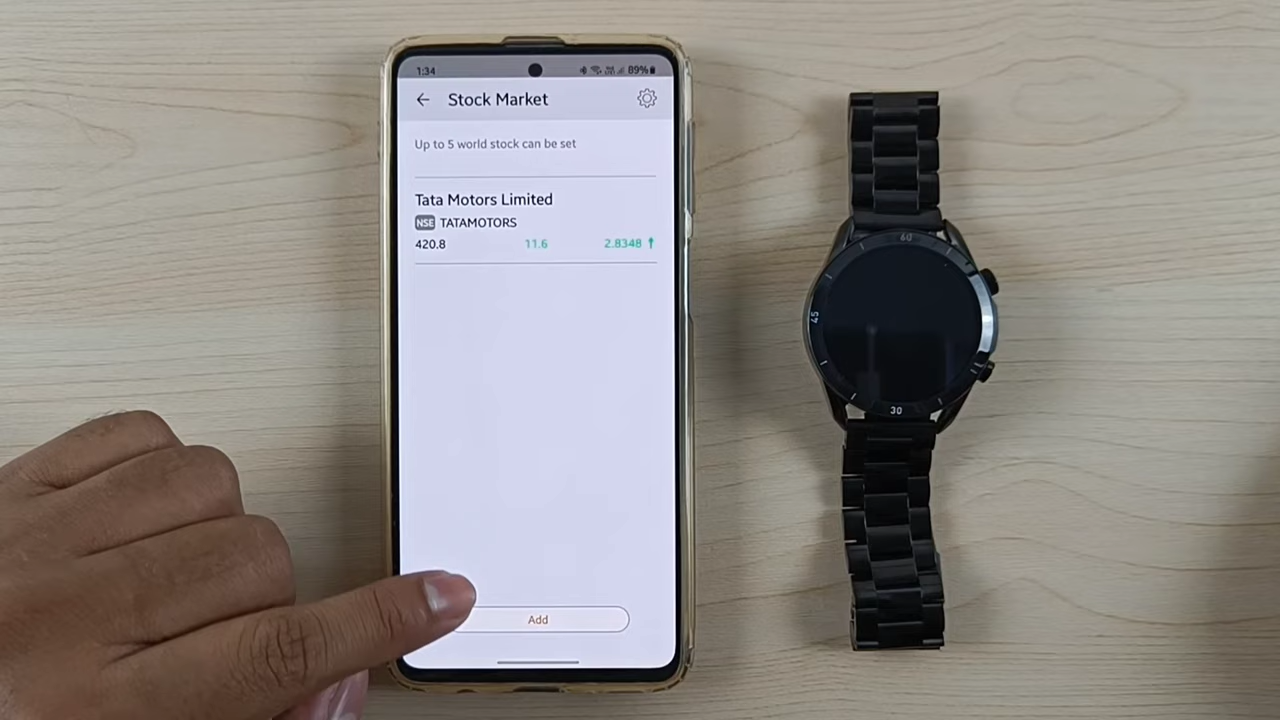 1:34
89%
Stock Market
Up to 5 world stock can be set
Tata Motors Limited
NSE TATAMOTORS
420.8 11.6 2.8348
Add
60
45
30